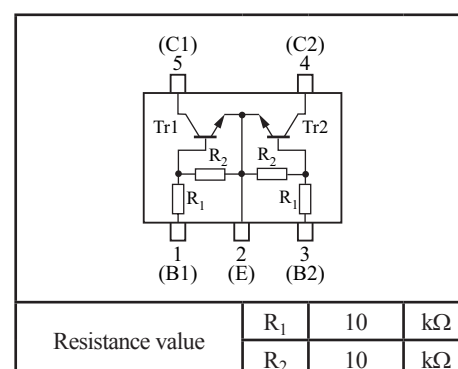 (C1) (C2)
5 4
Tr1 Tr2
R2 R2
R1 R1
1 2 3
(B1) (E) (B2)
Resistance value R1 10 kΩ
R2 10 kΩ